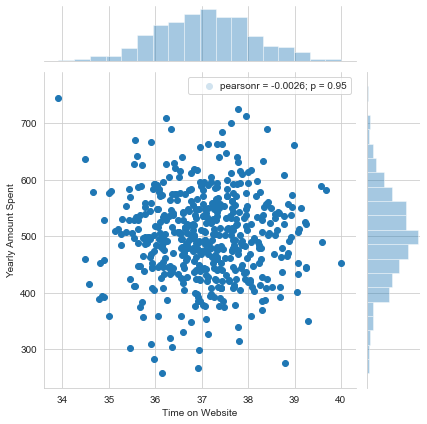 pearsonr = -0.0026; p = 0.95
700
600
500
400
300
Yearly Amount Spent
34 35 36 37 38 39 40
Time on Website